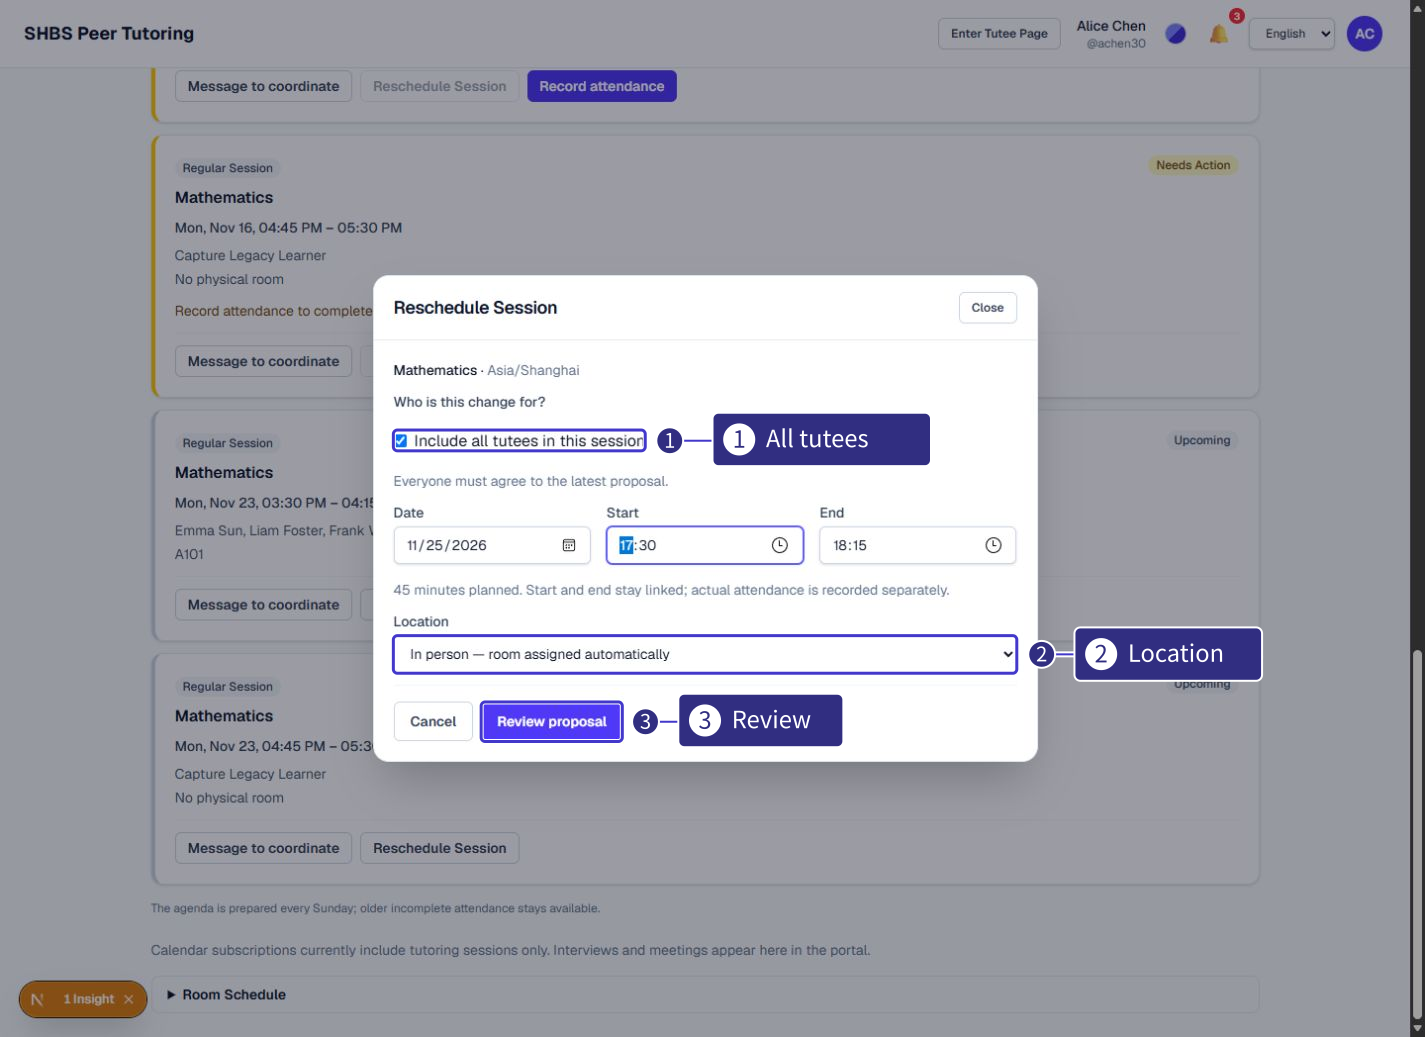 SHBS Peer Tutoring
Enter Tutee Page
Alice Chen
@achen30
3
English
AC
Message to coordinate
Reschedule Session
Record attendance
Regular Session
Needs Action
Mathematics
Mon, Nov 16, 04:45 PM – 05:30 PM
Capture Legacy Learner
No physical room
Record attendance to complete
Message to coordinate
Regular Session
Upcoming
Mathematics
Mon, Nov 23, 03:30 PM – 04:15
Emma Sun, Liam Foster, Frank
A101
Message to coordinate
Regular Session
Upcoming
Mathematics
Mon, Nov 23, 04:45 PM – 05:3
Capture Legacy Learner
No physical room
Message to coordinate
Reschedule Session
The agenda is prepared every Sunday; older incomplete attendance stays available.
Calendar subscriptions currently include tutoring sessions only. Interviews and meetings appear here in the portal.
Room Schedule
N 1 Insight ×
Reschedule Session
Close
Mathematics · Asia/Shanghai
Who is this change for?
Include all tutees in this session
1
1 All tutees
Everyone must agree to the latest proposal.
Date
Start
End
11/25/2026
17:30
18:15
45 minutes planned. Start and end stay linked; actual attendance is recorded separately.
Location
In person — room assigned automatically
2
2 Location
Cancel
Review proposal
3
3 Review